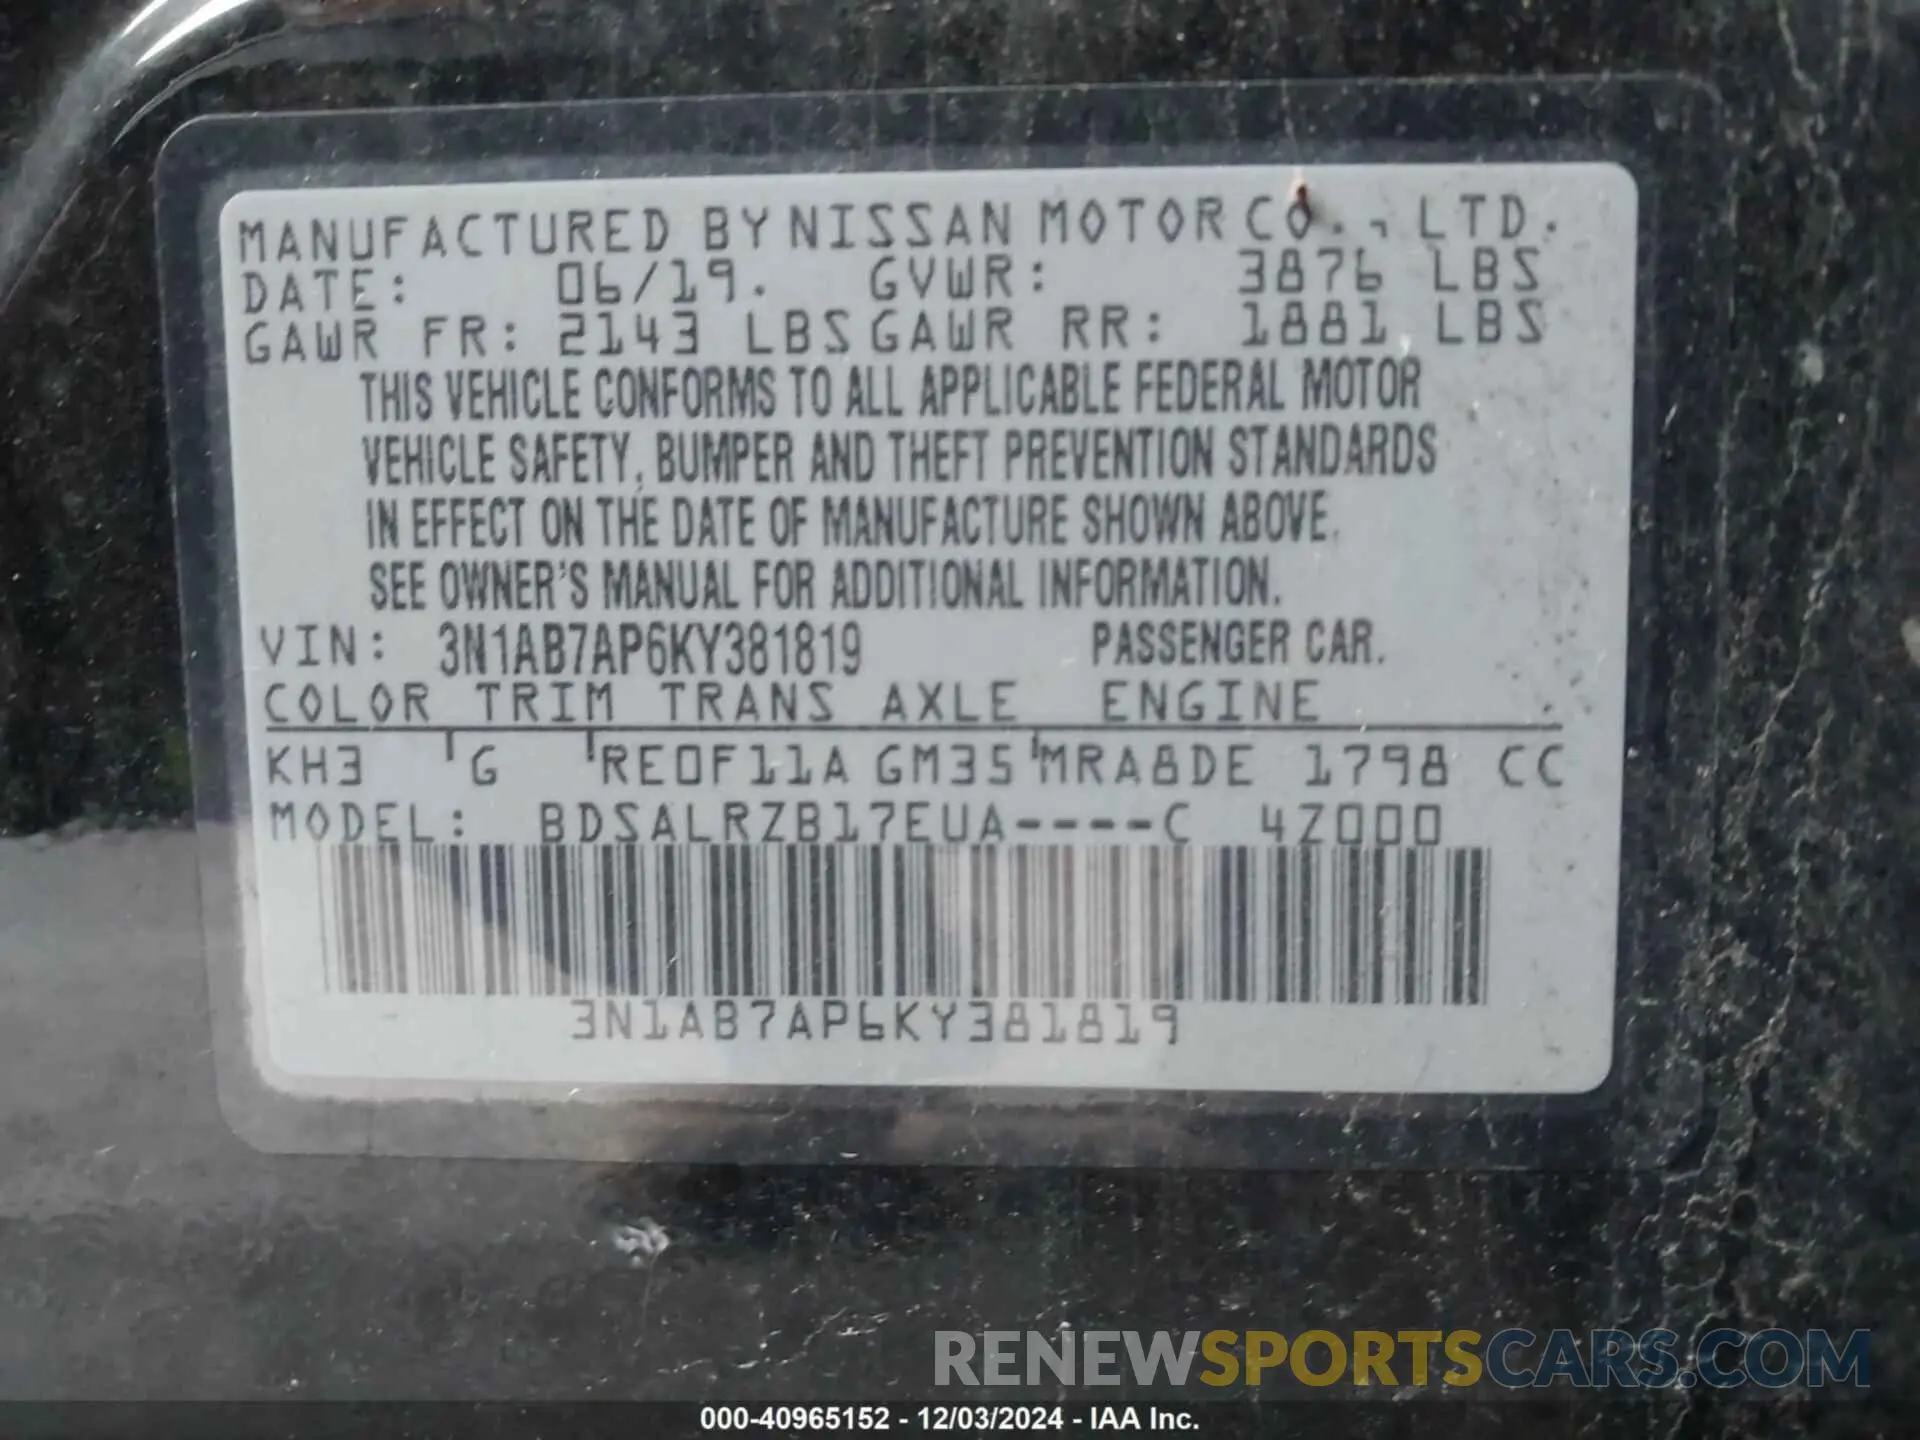 MANUFACTURED BY NISSAN MOTOR CO., LTD.
DATE: 06/19. GVWR: 3876 LBS
GAWR FR: 2143 LBS GAWR RR: 1881 LBS
THIS VEHICLE CONFORMS TO ALL APPLICABLE FEDERAL MOTOR
VEHICLE SAFETY, BUMPER AND THEFT PREVENTION STANDARDS
IN EFFECT ON THE DATE OF MANUFACTURE SHOWN ABOVE.
SEE OWNER'S MANUAL FOR ADDITIONAL INFORMATION.
VIN: 3N1AB7AP6KY381819 PASSENGER CAR.
COLOR TRIM TRANS AXLE ENGINE
KH3 G RE0F11A GM35 MRA8DE 1798 CC
MODEL: BDSALRZB17EUA----C 4Z000
3N1AB7AP6KY381819
RENEWSPORTSCARS.COM
000-40965152 - 12/03/2024 - IAA Inc.